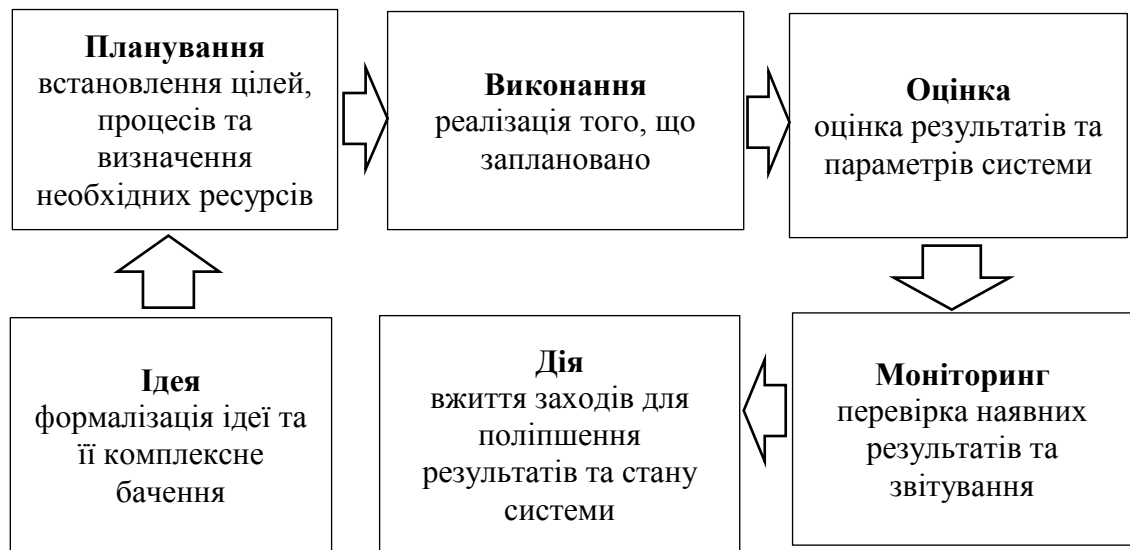 Планування
встановлення цілей,
процесів та
визначення
необхідних ресурсів
Виконання
реалізація того, що
заплановано
Оцінка
оцінка результатів та
параметрів системи
Ідея
формалізація ідеї та
її комплексне
бачення
Дія
вжиття заходів для
поліпшення
результатів та стану
системи
Моніторинг
перевірка наявних
результатів та
звітування